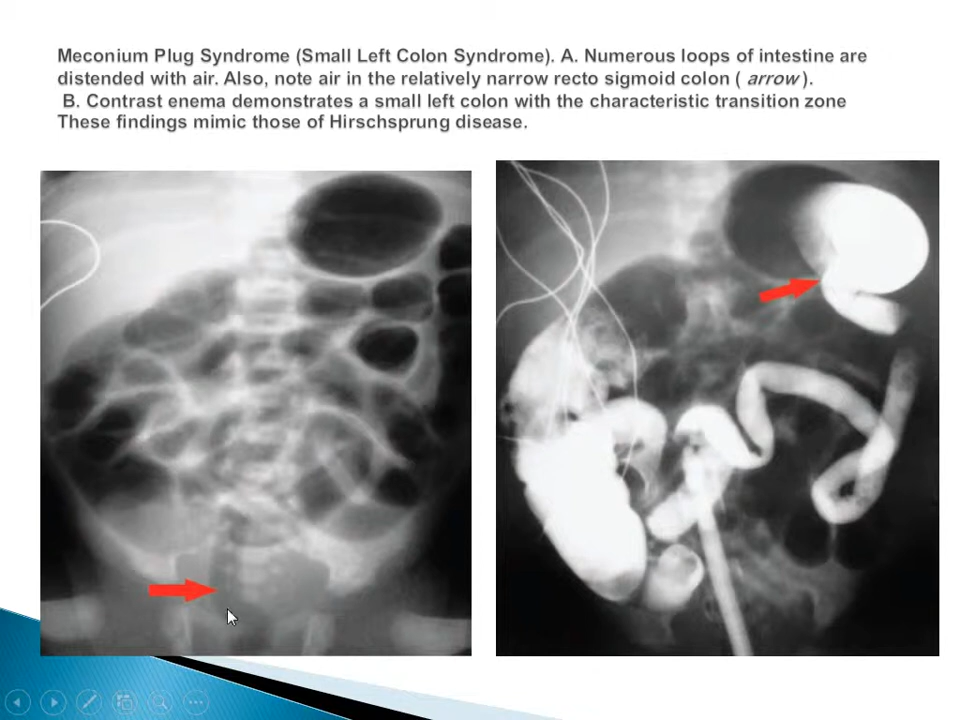 Meconium Plug Syndrome (Small Left Colon Syndrome). A. Numerous loops of intestine are
distended with air. Also, note air in the relatively narrow recto sigmoid colon ( arrow ).
B. Contrast enema demonstrates a small left colon with the characteristic transition zone
These findings mimic those of Hirschsprung disease.